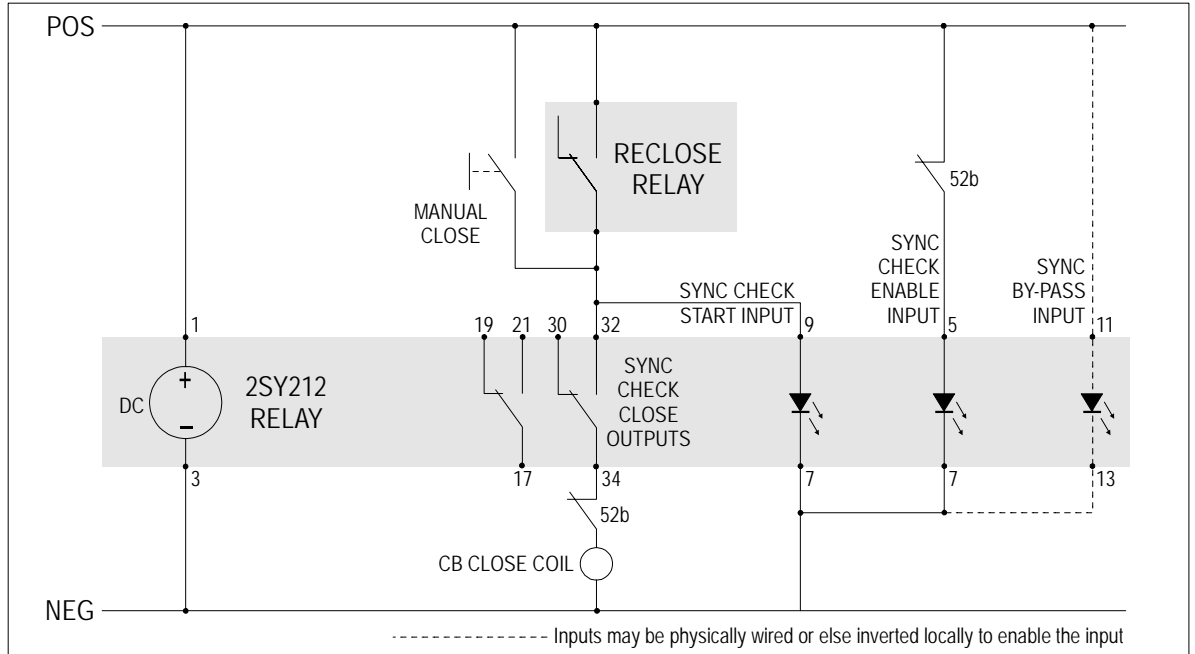 POS
RECLOSE
RELAY
52b
MANUAL
CLOSE
SYNC
CHECK
ENABLE
INPUT
SYNC
BY-PASS
INPUT
SYNC CHECK
START INPUT
1
19
21
30
32
9
5
11
DC
+
−
2SY212
RELAY
SYNC
CHECK
CLOSE
OUTPUTS
3
17
34
7
7
13
52b
CB CLOSE COIL
NEG
Inputs may be physically wired or else inverted locally to enable the input